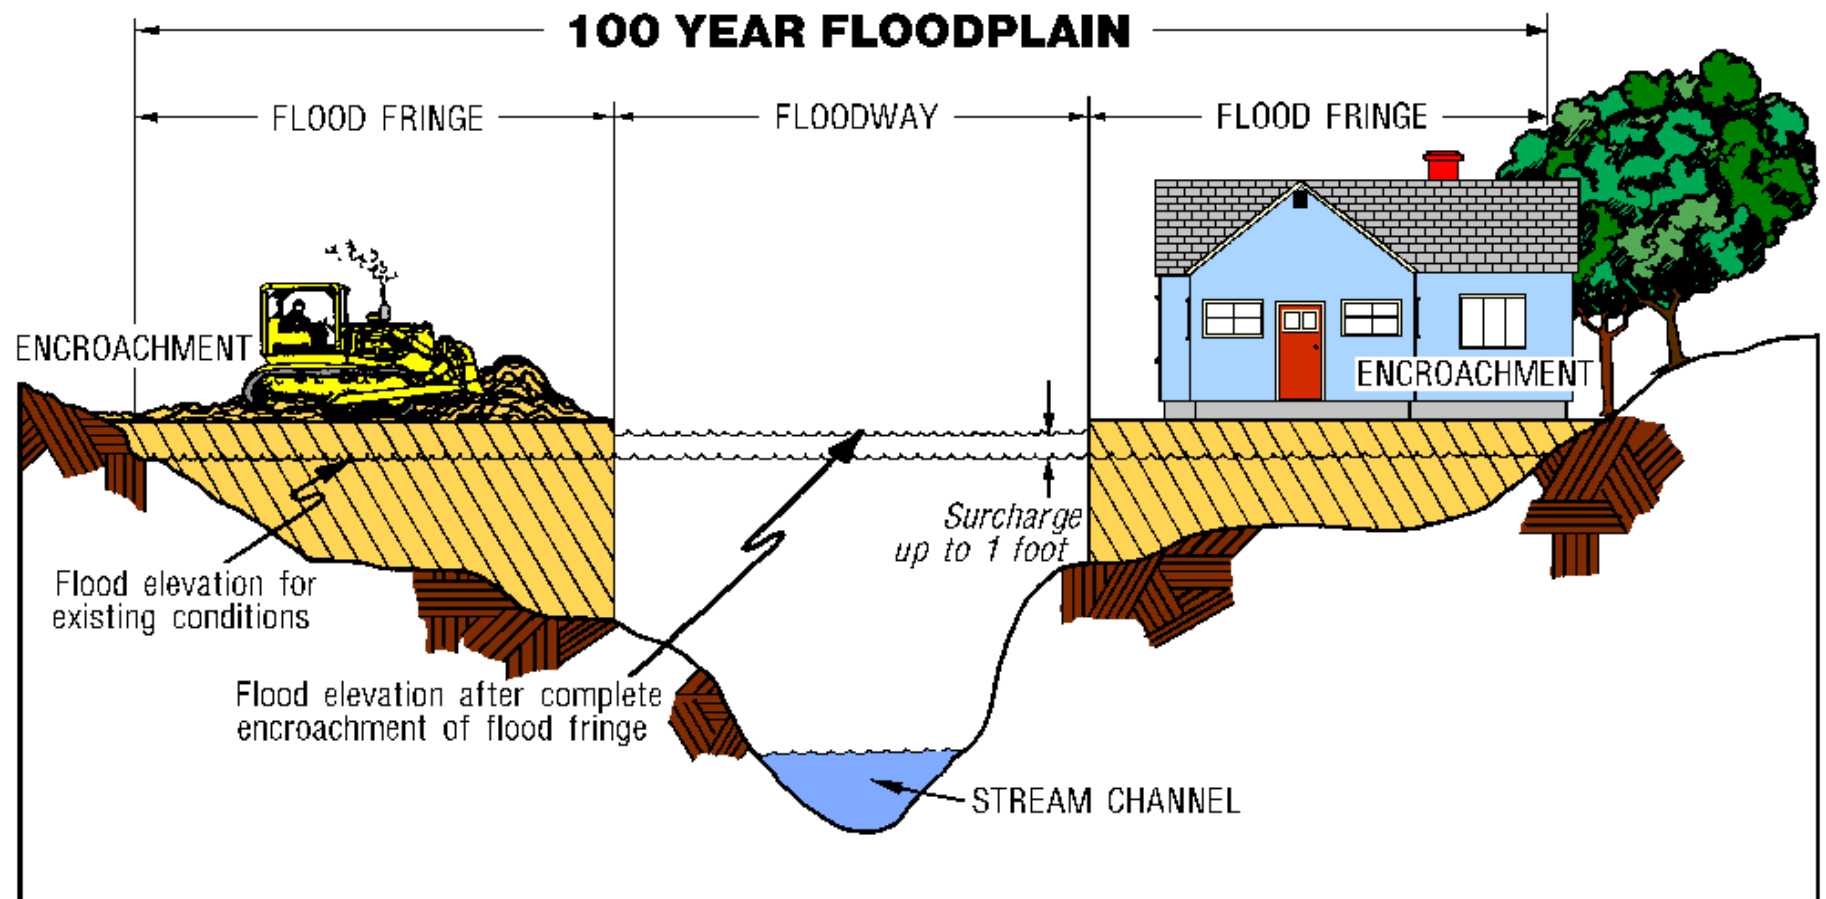 100 YEAR FLOODPLAIN
FLOOD FRINGE
FLOODWAY
FLOOD FRINGE
ENCROACHMENT
ENCROACHMENT
Surcharge
up to 1 foot
Flood elevation for
existing conditions
Flood elevation after complete
encroachment of flood fringe
STREAM CHANNEL